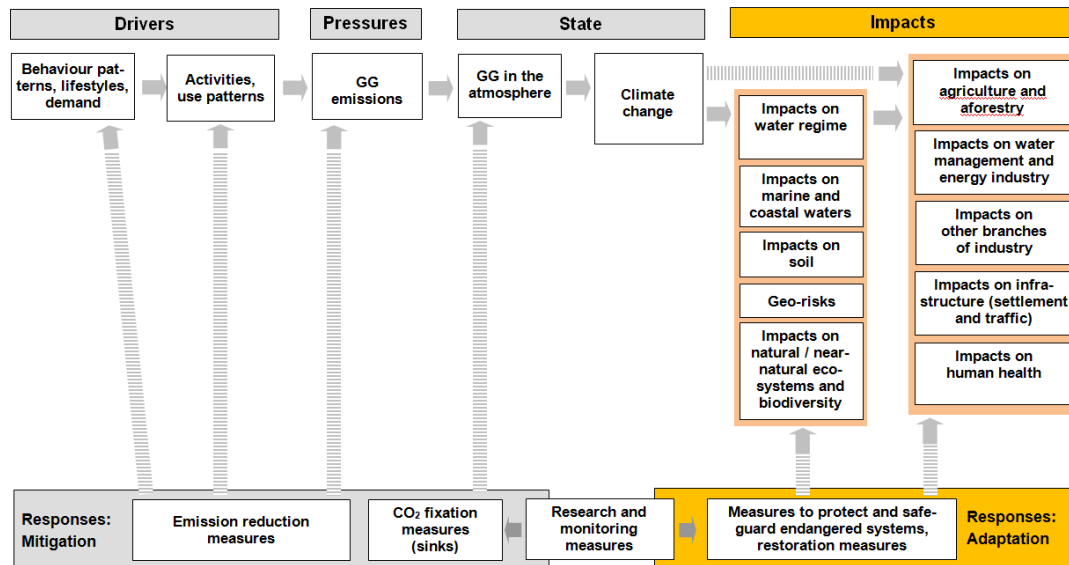 Drivers
Pressures
State
Impacts
Behaviour pat-
terns, lifestyles,
demand
Activities,
use patterns
GG
emissions
GG in the
atmosphere
Climate
change
Impacts on
water regime
Impacts on
marine and
coastal waters
Impacts on
soil
Geo-risks
Impacts on
natural / near-
natural eco-
systems and
biodiversity
Impacts on
agriculture and
aforestry
Impacts on water
management and
energy industry
Impacts on
other branches
of industry
Impacts on infra-
structure (settlement
and traffic)
Impacts on
human health
Responses:
Mitigation
Emission reduction
measures
CO₂ fixation
measures
(sinks)
Research and
monitoring
measures
Measures to protect and safe-
guard endangered systems,
restoration measures
Responses:
Adaptation